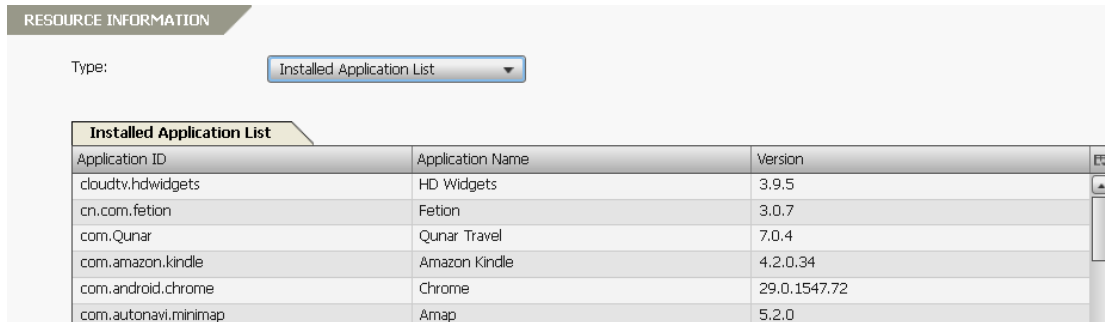 RESOURCE INFORMATION
Type: Installed Application List
Installed Application List
Application ID Application Name Version
cloudtv.hdwidgets HD Widgets 3.9.5
cn.com.fetion Fetion 3.0.7
com.Qunar Qunar Travel 7.0.4
com.amazon.kindle Amazon Kindle 4.2.0.34
com.android.chrome Chrome 29.0.1547.72
com.autonavi.minimap Amap 5.2.0